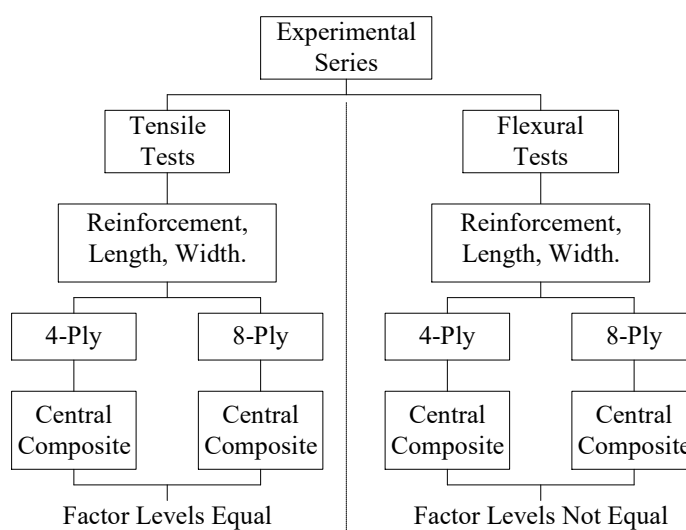 Experimental
Series
Tensile
Tests
Flexural
Tests
Reinforcement,
Length, Width.
Reinforcement,
Length, Width.
4-Ply
8-Ply
4-Ply
8-Ply
Central
Composite
Central
Composite
Central
Composite
Central
Composite
Factor Levels Equal
Factor Levels Not Equal